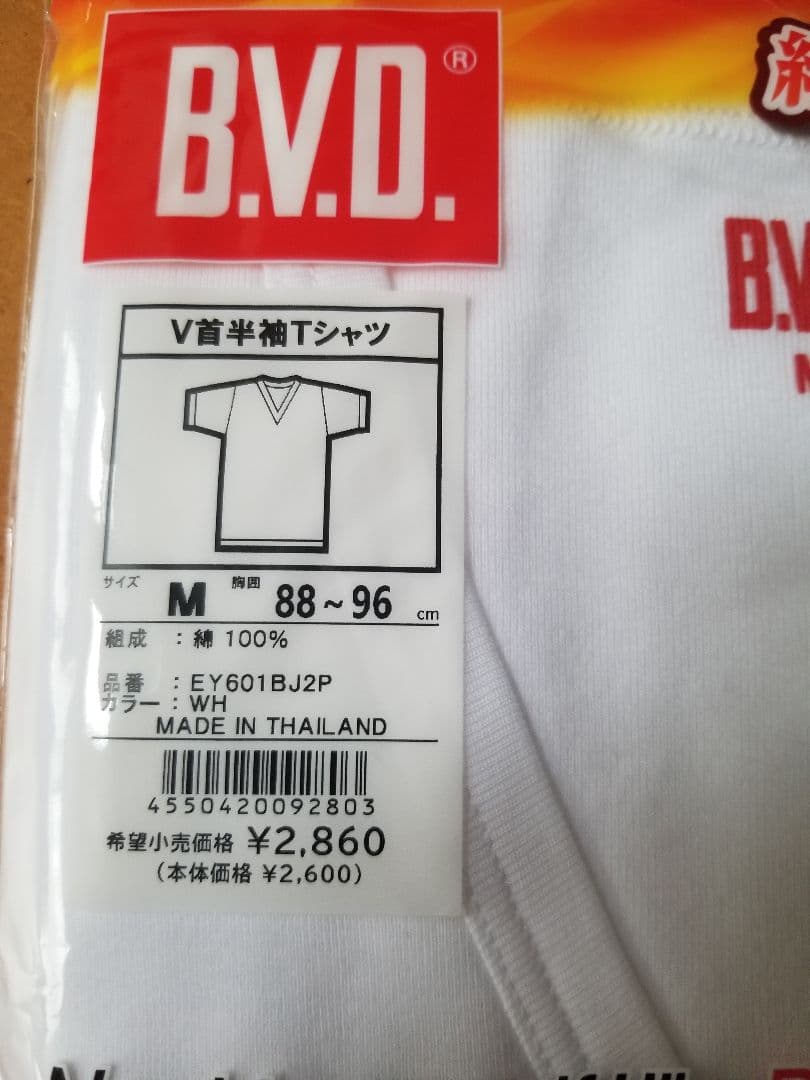 B.V.D.®
綿
B.V
V首半袖Tシャツ
サイズ M 胸囲 88~96 cm
組成 : 綿 100%
品番 : EY601BJ2P
カラー : WH
MADE IN THAILAND
4550420092803
希望小売価格 ¥2,860
(本体価格 ¥2,600)